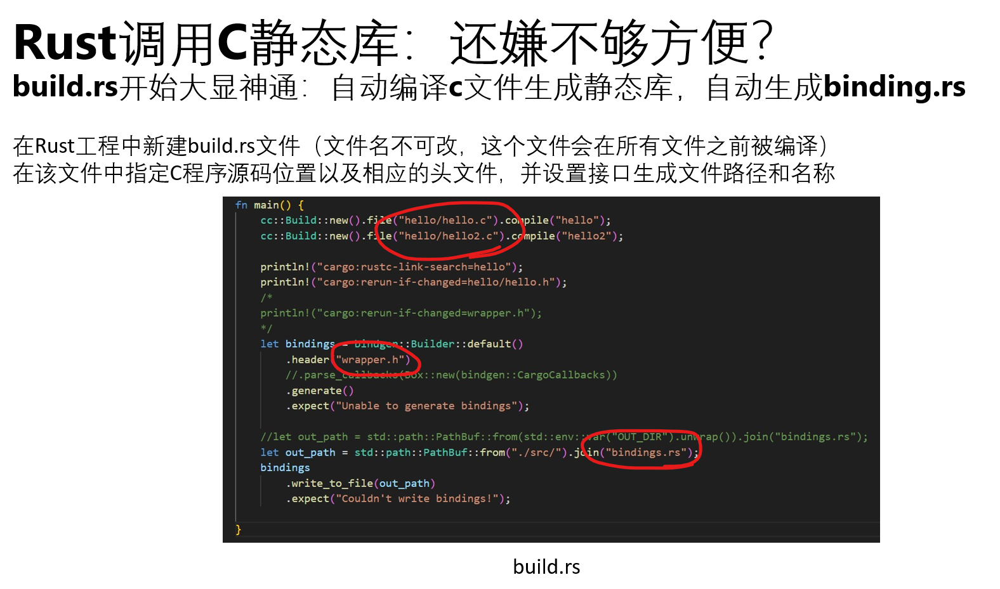 Rust调用C静态库：还嫌不够方便？
build.rs开始大显神通：自动编译c文件生成静态库，自动生成binding.rs
在Rust工程中新建build.rs文件（文件名不可改，这个文件会在所有文件之前被编译）
在该文件中指定C程序源码位置以及相应的头文件，并设置接口生成文件路径和名称
fn main() {
cc::Build::new().file("hello/hello.c").compile("hello");
cc::Build::new().file("hello/hello2.c").compile("hello2");
println!("cargo:rustc-link-search=hello");
println!("cargo:rerun-if-changed=hello/hello.h");
/*
println!("cargo:rerun-if-changed=wrapper.h");
*/
let bindings = bindgen::Builder::default()
.header("wrapper.h")
//.parse_callbacks(Box::new(bindgen::CargoCallbacks))
.generate()
.expect("Unable to generate bindings");
//let out_path = std::path::PathBuf::from(std::env::var("OUT_DIR").unwrap()).join("bindings.rs");
let out_path = std::path::PathBuf::from("./src/").join("bindings.rs");
bindings
.write_to_file(out_path)
.expect("Couldn't write bindings!");
}
build.rs